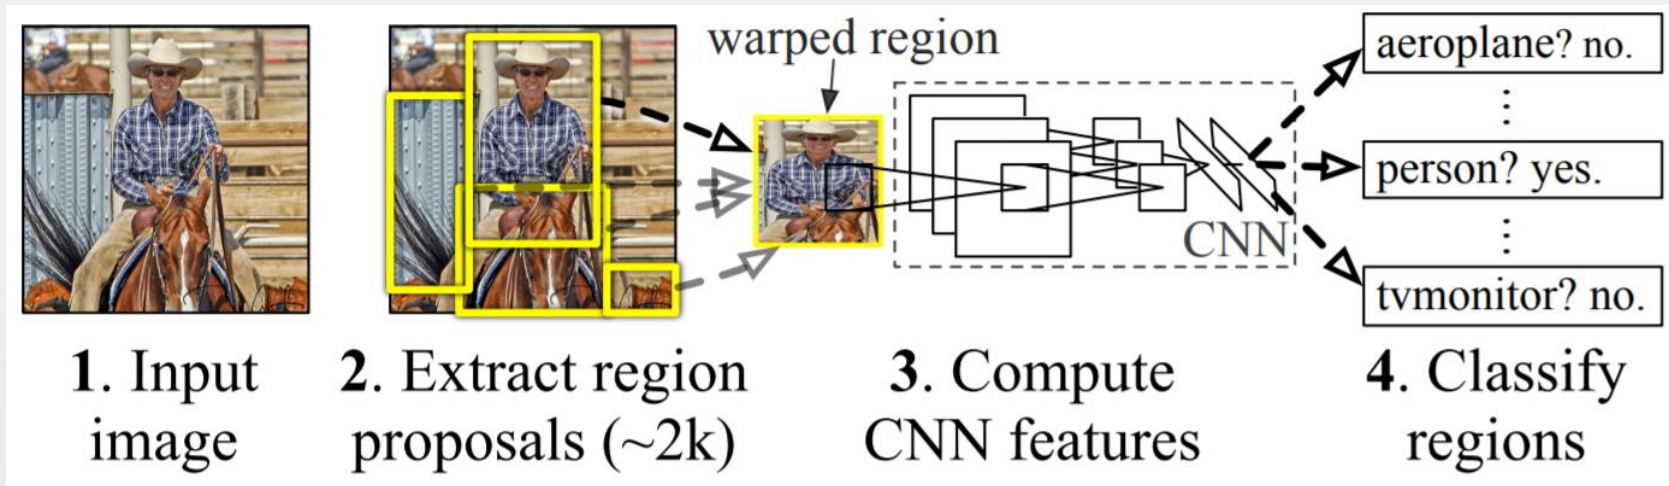 warped region
aeroplane? no.
person? yes.
CNN
tvmonitor? no.
1. Input
image
2. Extract region
proposals (~2k)
3. Compute
CNN features
4. Classify
regions